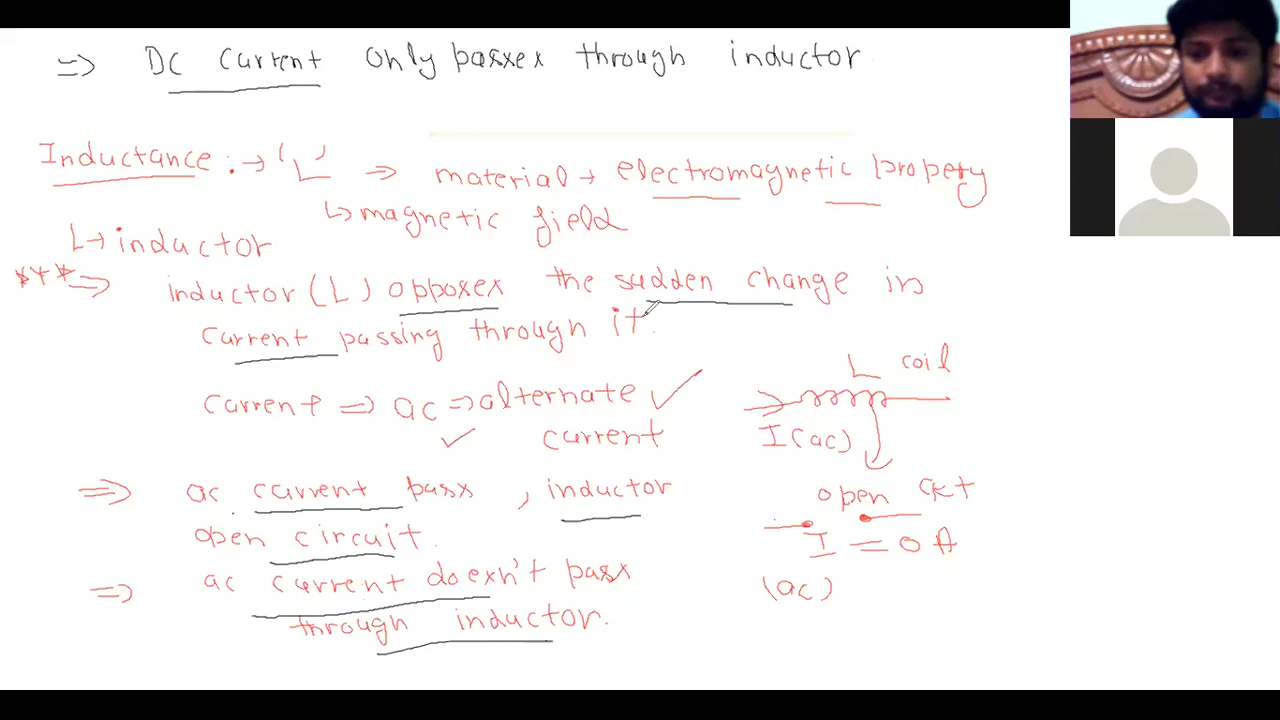 => DC current only passes through inductor
Inductance :→ 'L' => material → electromagnetic propety
↳ magnetic field
L→ inductor
*** => inductor (L) opposes the sudden change in
current passing through it.
current => ac => alternate ✓
✓ current
L coil
I(ac)
=> ac current pass , inductor
open circuit.
open ckt
I = 0 A
(ac)
=> ac current doesn't pass
through inductor.